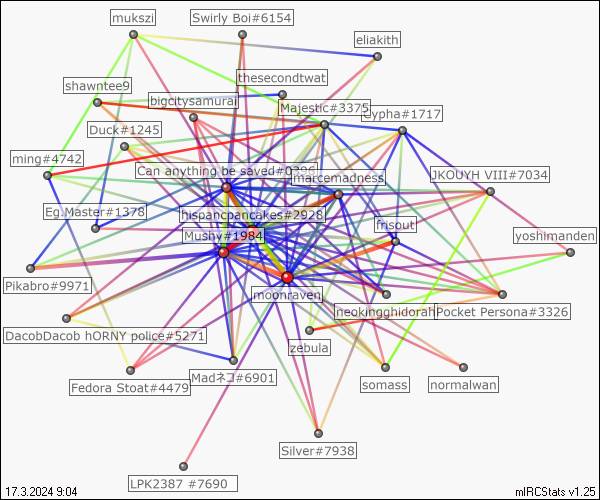 mukszi
Swirly Boi#6154
eliakith
thesecondtwat
shawntee9
bigcitysamurai
Majestic#3375
Cypha#1717
Duck#1245
ming#4742
Can anything be saved#0396
marcemadness
JKOUYH VIII#7034
Eg.Master#1378
hispancpancakes#2928
frisout
Mushy#1984
yoshimanden
Pikabro#9971
moonraven
neokingghidorah
Pocket Persona#3326
DacobDacob hORNY police#5271
zebula
Fedora Stoat#4479
Madネコ#6901
somass
normalwan
Silver#7938
LPK2387 #7690
17.3.2024 9:04
mIRCStats v1.25